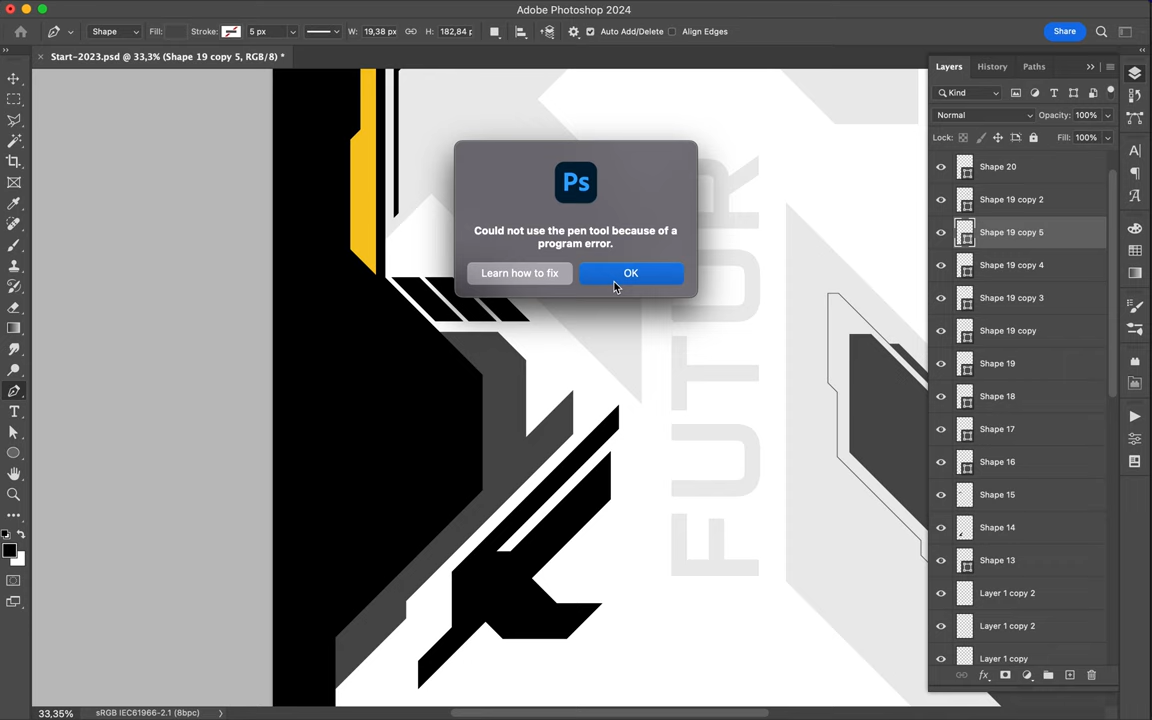 Adobe Photoshop 2024
Shape Fill: Stroke: 5 px W: 19,38 px H: 182,84 p Auto Add/Delete Align Edges Share
Start-2023.psd @ 33,3% (Shape 19 copy 5, RGB/8) *
Layers History Paths
Kind
Normal Opacity: 100%
Lock: Fill: 100%
Shape 20
Shape 19 copy 2
Shape 19 copy 5
Shape 19 copy 4
Shape 19 copy 3
Shape 19 copy
Shape 19
Shape 18
Shape 17
Shape 16
Shape 15
Shape 14
Shape 13
Layer 1 copy 2
Layer 1 copy 2
Layer 1 copy
fx
Ps
Could not use the pen tool because of a
program error.
Learn how to fix OK
FUTUR
33,35% sRGB IEC61966-2.1 (8bpc)